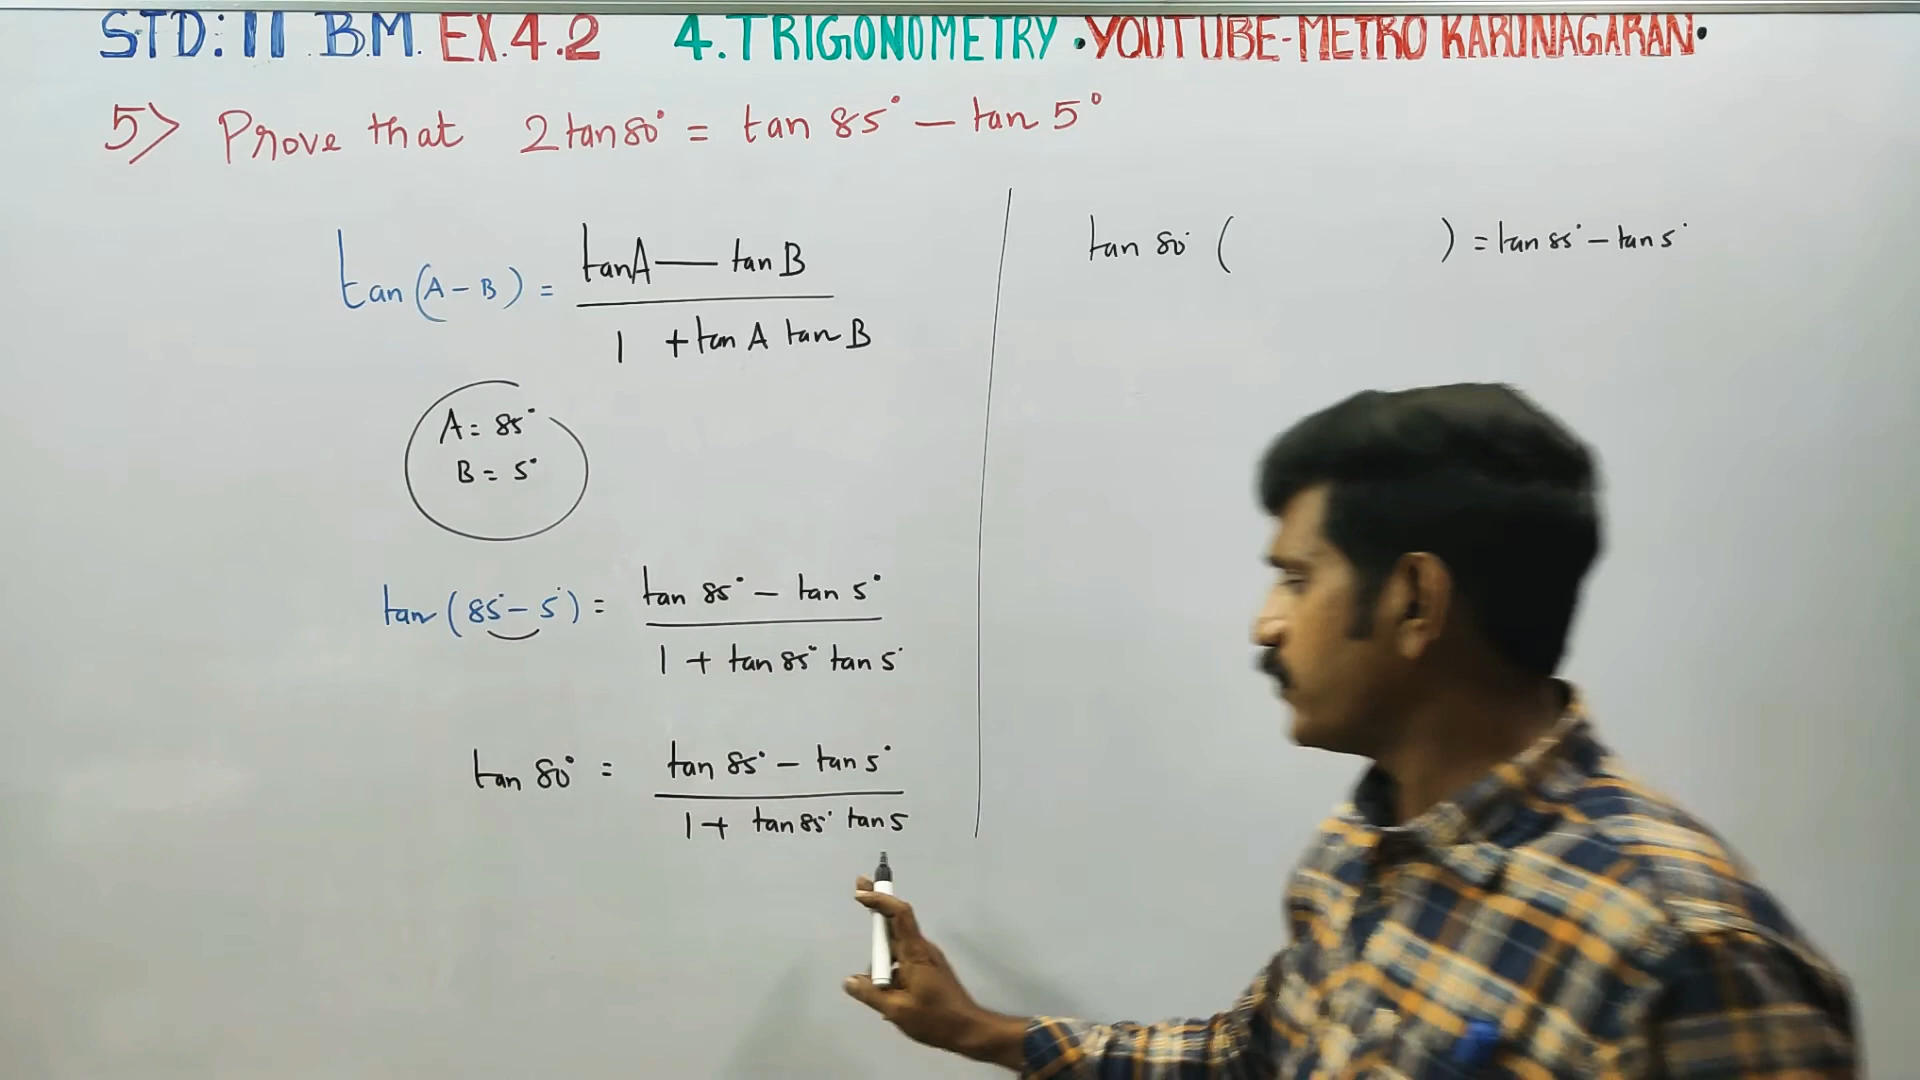 STD: 11 B.M. EX.4.2 4.TRIGONOMETRY •YOUTUBE-METRO KARUNAGARAN•
5> Prove that 2 tan 80° = tan 85° — tan 5°
tan (A - B) = tanA — tan B / 1 + tan A tan B
A = 85°
B = 5°
tan (85° - 5°) = tan 85° - tan 5° / 1 + tan 85° tan 5°
tan 80° = tan 85° - tan 5° / 1 + tan 85° tan 5
tan 80° ( ) = tan 85° - tan 5°